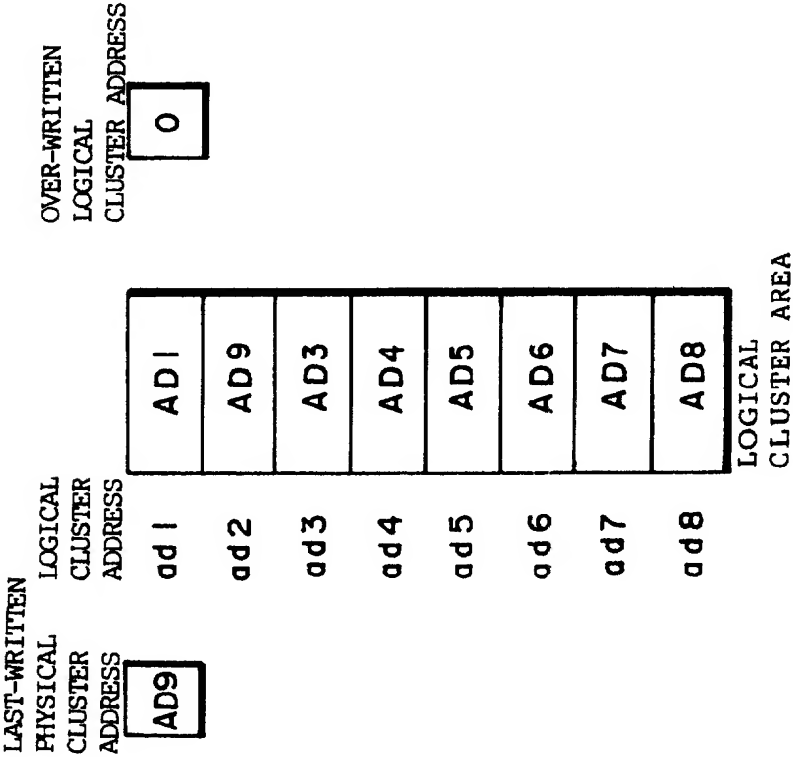 LAST-WRITTEN
PHYSICAL
CLUSTER
ADDRESS
AD9
LOGICAL
CLUSTER
ADDRESS
ad1
ad2
ad3
ad4
ad5
ad6
ad7
ad8
AD1
AD9
AD3
AD4
AD5
AD6
AD7
AD8
LOGICAL
CLUSTER AREA
OVER-WRITTEN
LOGICAL
CLUSTER ADDRESS
0